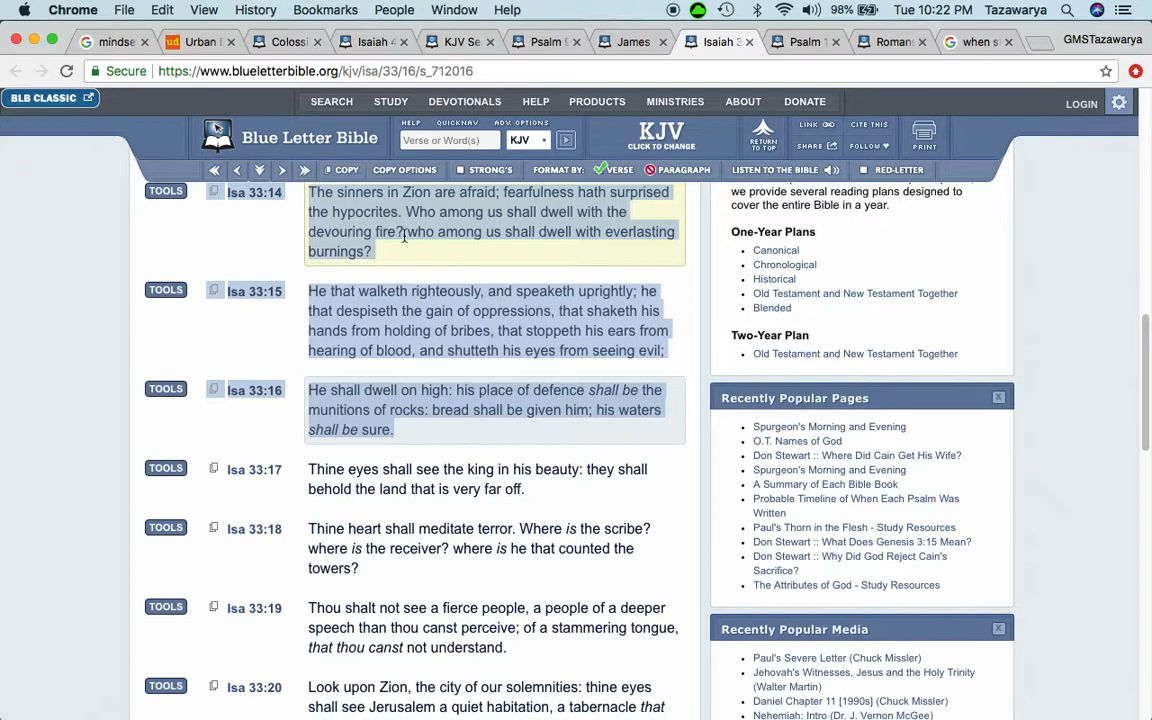 Chrome File Edit View History Bookmarks People Window Help 98% Tue 10:22 PM Tazawarya
mindse Urban D Colossi Isaiah 4 KJV Se Psalm 9 James Isaiah 3 Psalm 1 Roman when s GMSTazawarya
Secure https://www.blueletterbible.org/kjv/isa/33/16/s_712016
BLB CLASSIC
SEARCH STUDY DEVOTIONALS HELP PRODUCTS MINISTRIES ABOUT DONATE LOGIN
Blue Letter Bible
HELP QUICKNAV ADV. OPTIONS
Verse or Word(s) KJV
KJV
CLICK TO CHANGE
RETURN
TO TOP
LINK CITE THIS
SHARE FOLLOW
PRINT
COPY COPY OPTIONS STRONG'S FORMAT BY: VERSE PARAGRAPH LISTEN TO THE BIBLE RED-LETTER
TOOLS Isa 33:14 The sinners in Zion are afraid; fearfulness hath surprised
the hypocrites. Who among us shall dwell with the
devouring fire? who among us shall dwell with everlasting
burnings?
TOOLS Isa 33:15 He that walketh righteously, and speaketh uprightly; he
that despiseth the gain of oppressions, that shaketh his
hands from holding of bribes, that stoppeth his ears from
hearing of blood, and shutteth his eyes from seeing evil;
TOOLS Isa 33:16 He shall dwell on high: his place of defence shall be the
munitions of rocks: bread shall be given him; his waters
shall be sure.
TOOLS Isa 33:17 Thine eyes shall see the king in his beauty: they shall
behold the land that is very far off.
TOOLS Isa 33:18 Thine heart shall meditate terror. Where is the scribe?
where is the receiver? where is he that counted the
towers?
TOOLS Isa 33:19 Thou shalt not see a fierce people, a people of a deeper
speech than thou canst perceive; of a stammering tongue,
that thou canst not understand.
TOOLS Isa 33:20 Look upon Zion, the city of our solemnities: thine eyes
shall see Jerusalem a quiet habitation, a tabernacle that
we provide several reading plans designed to
cover the entire Bible in a year.
One-Year Plans
Canonical
Chronological
Historical
Old Testament and New Testament Together
Blended
Two-Year Plan
Old Testament and New Testament Together
Recently Popular Pages
Spurgeon's Morning and Evening
O.T. Names of God
Don Stewart :: Where Did Cain Get His Wife?
Spurgeon's Morning and Evening
A Summary of Each Bible Book
Probable Timeline of When Each Psalm Was
Written
Paul's Thorn in the Flesh - Study Resources
Don Stewart :: What Does Genesis 3:15 Mean?
Don Stewart :: Why Did God Reject Cain's
Sacrifice?
The Attributes of God - Study Resources
Recently Popular Media
Paul's Severe Letter (Chuck Missler)
Jehovah's Witnesses, Jesus and the Holy Trinity
(Walter Martin)
Daniel Chapter 11 [1990s] (Chuck Missler)
Nehemiah: Intro (Dr. J. Vernon McGee)